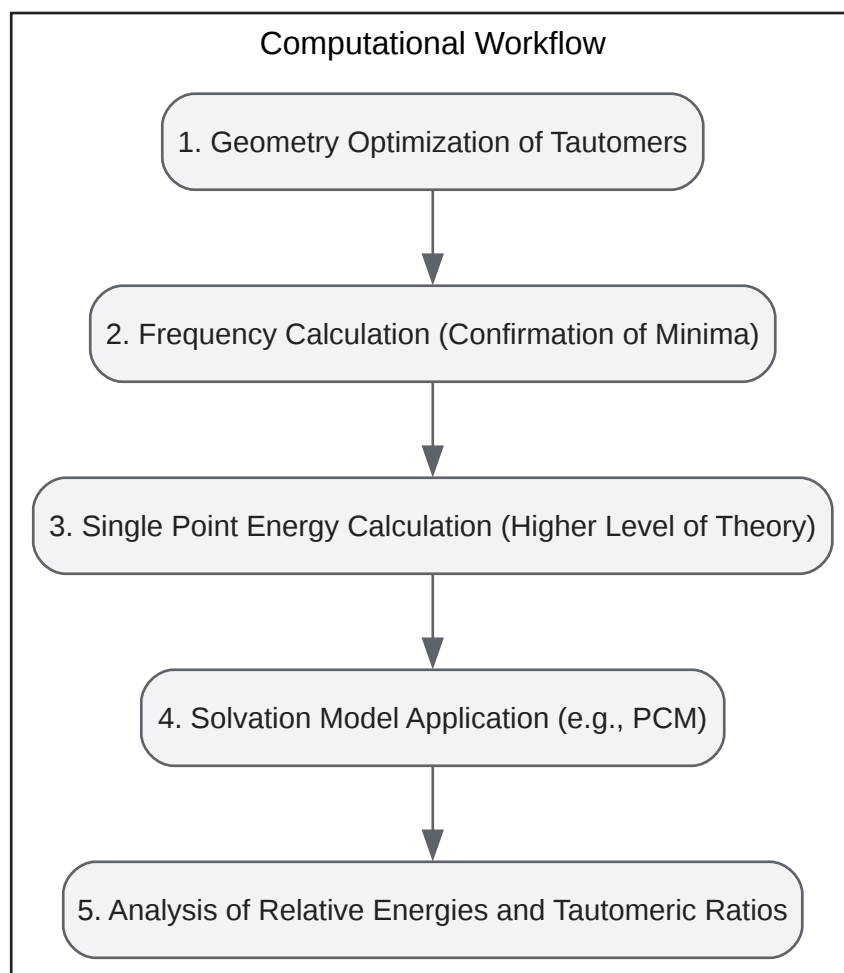 Computational Workflow
1. Geometry Optimization of Tautomers
2. Frequency Calculation (Confirmation of Minima)
3. Single Point Energy Calculation (Higher Level of Theory)
4. Solvation Model Application (e.g., PCM)
5. Analysis of Relative Energies and Tautomeric Ratios